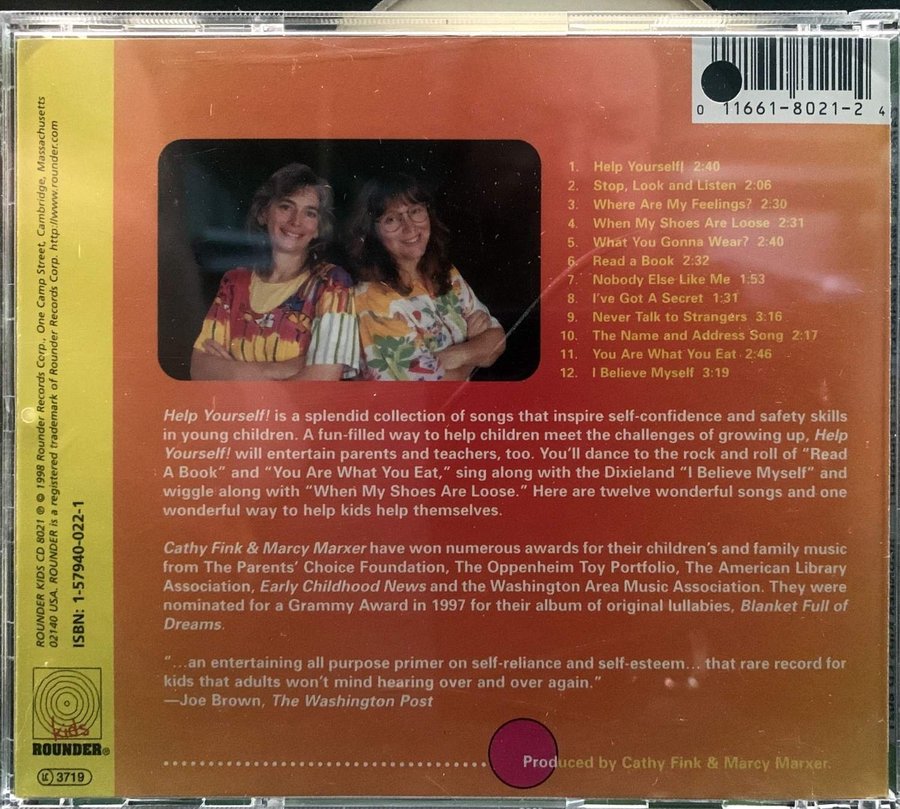 0 11661-8021-2 4
1. Help Yourself! 2:40
2. Stop, Look and Listen 2:06
3. Where Are My Feelings? 2:30
4. When My Shoes Are Loose 2:31
5. What You Gonna Wear? 2:40
6. Read a Book 2:32
7. Nobody Else Like Me 1:53
8. I've Got A Secret 1:31
9. Never Talk to Strangers 3:16
10. The Name and Address Song 2:17
11. You Are What You Eat 2:46
12. I Believe Myself 3:19
Help Yourself! is a splendid collection of songs that inspire self-confidence and safety skills
in young children. A fun-filled way to help children meet the challenges of growing up, Help
Yourself! will entertain parents and teachers, too. You'll dance to the rock and roll of "Read
A Book" and "You Are What You Eat," sing along with the Dixieland "I Believe Myself" and
wiggle along with "When My Shoes Are Loose." Here are twelve wonderful songs and one
wonderful way to help kids help themselves.
Cathy Fink & Marcy Marxer have won numerous awards for their children's and family music
from The Parents' Choice Foundation, The Oppenheim Toy Portfolio, The American Library
Association, Early Childhood News and the Washington Area Music Association. They were
nominated for a Grammy Award in 1997 for their album of original lullabies, Blanket Full of
Dreams.
"...an entertaining all purpose primer on self-reliance and self-esteem... that rare record for
kids that adults won't mind hearing over and over again."
—Joe Brown, The Washington Post
Produced by Cathy Fink & Marcy Marxer.
ROUNDER KIDS CD 8021 ℗ © 1998 Rounder Records Corp., One Camp Street, Cambridge, Massachusetts
02140 USA. ROUNDER is a registered trademark of Rounder Records Corp. http://www.rounder.com
ISBN: 1-57940-022-1
kids
ROUNDER®
LC 3719